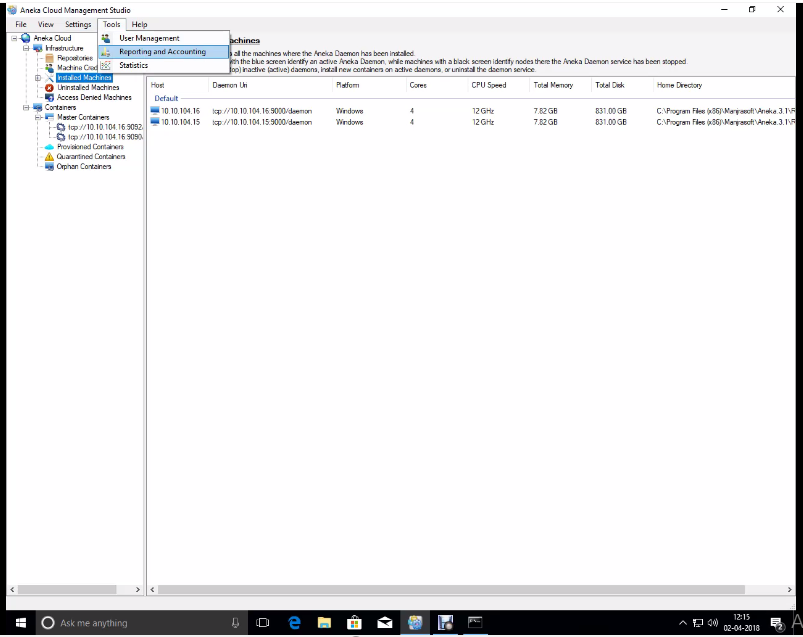 Aneka Cloud Management Studio
File View Settings Tools Help
User Management
Reporting and Accounting
Statistics
Aneka Cloud
Infrastructure
Repositories
Machine Cred
Installed Machines
Uninstalled Machines
Access Denied Machines
Containers
Master Containers
tcp://10.10.104.16:9092/
tcp://10.10.104.16:9090/
Provisioned Containers
Quarantined Containers
Orphan Containers
achines
all the machines where the Aneka Daemon has been installed.
ith the blue screen identify an active Aneka Daemon, while machines with a black screen identify nodes there the Aneka Daemon service has been stopped.
op) inactive (active) daemons, install new containers on active daemons, or uninstall the daemon service.
Host Daemon Uri Platform Cores CPU Speed Total Memory Total Disk Home Directory
Default
10.10.104.16 tcp://10.10.104.16:9000/daemon Windows 4 12 GHz 7.82 GB 831.00 GB C:\Program Files (x86)\Manjrasoft\Aneka.3.1\R
10.10.104.15 tcp://10.10.104.15:9000/daemon Windows 4 12 GHz 7.82 GB 831.00 GB C:\Program Files (x86)\Manjrasoft\Aneka.3.1\R
Ask me anything
12:15
02-04-2018
2
A